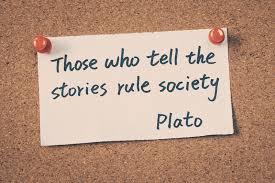 Those who tell the
stories rule society
Plato